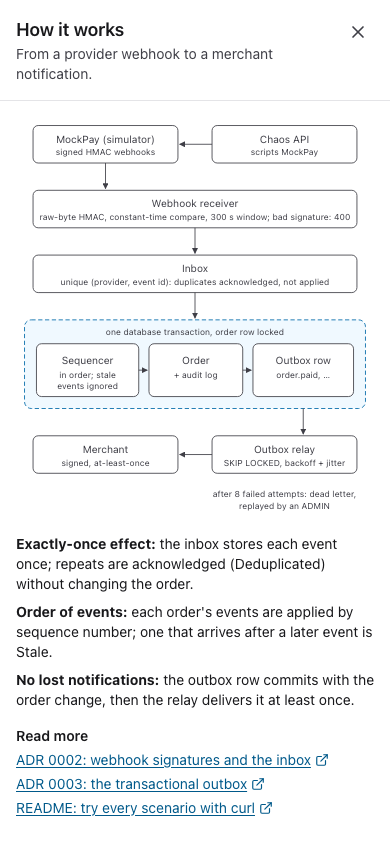 How it works
From a provider webhook to a merchant
notification.
MockPay (simulator)
signed HMAC webhooks
Chaos API
scripts MockPay
Webhook receiver
raw-byte HMAC, constant-time compare, 300 s window; bad signature: 400
Inbox
unique (provider, event id): duplicates acknowledged, not applied
one database transaction, order row locked
Sequencer
in order; stale
events ignored
Order
+ audit log
Outbox row
order.paid, ...
Merchant
signed, at-least-once
Outbox relay
SKIP LOCKED, backoff + jitter
after 8 failed attempts: dead letter,
replayed by an ADMIN
Exactly-once effect: the inbox stores each event
once; repeats are acknowledged (Deduplicated)
without changing the order.
Order of events: each order's events are applied by
sequence number; one that arrives after a later event is
Stale.
No lost notifications: the outbox row commits with the
order change, then the relay delivers it at least once.
Read more
ADR 0002: webhook signatures and the inbox
ADR 0003: the transactional outbox
README: try every scenario with curl